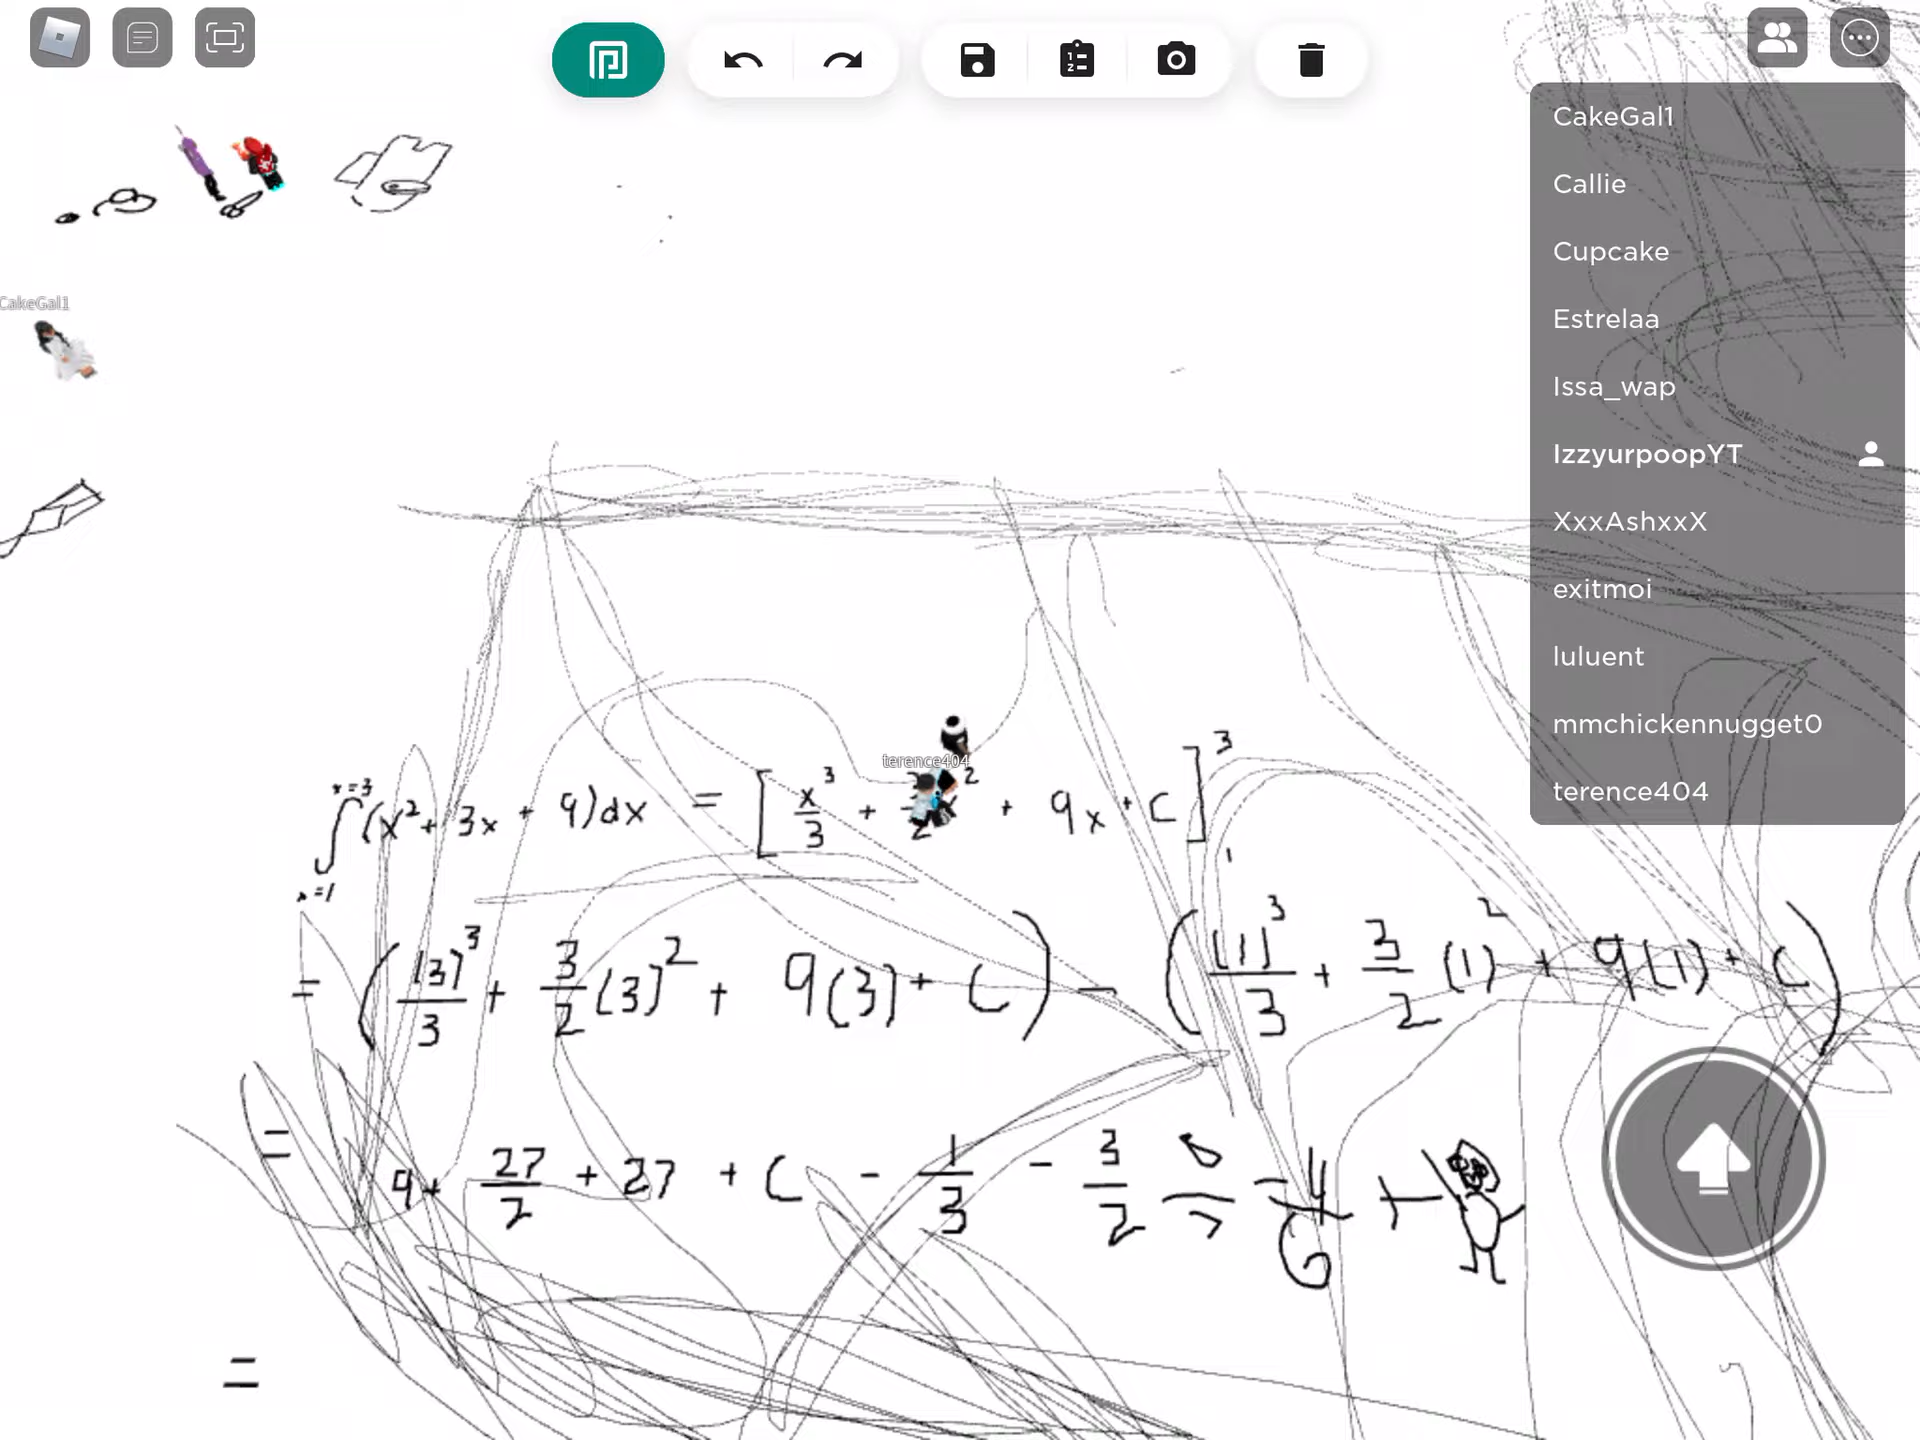 CakeGal1
Callie
Cupcake
Estrelaa
Issa_wap
IzzyurpoopYT
XxxAshxxX
exitmoi
luluent
mmchickennugget0
terence404
CakeGal1
terence404
∫ x=3 x=1 (x² + 3x + 9)dx = [x³/3 + x²/2 + 9x + C]³₁
= ((3)³/3 + 3/2 (3)² + 9(3) + C) - ((1)³/3 + 3/2 (1)² + 9(1) + C)
= 9 + 27/2 + 27 + C - 1/3 - 3/2
=